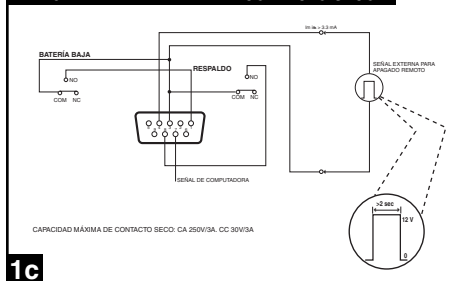 Im in. > 3.3 mA
BATERÍA BAJA
NO
COM NC
RESPALDO
NO
COM NC
SEÑAL EXTERNA PARA
APAGADO REMOTO
SEÑAL DE COMPUTADORA
>2 sec
12 V
0
CAPACIDAD MÁXIMA DE CONTACTO SECO: CA 250V/3A. CC 30V/3A
1c